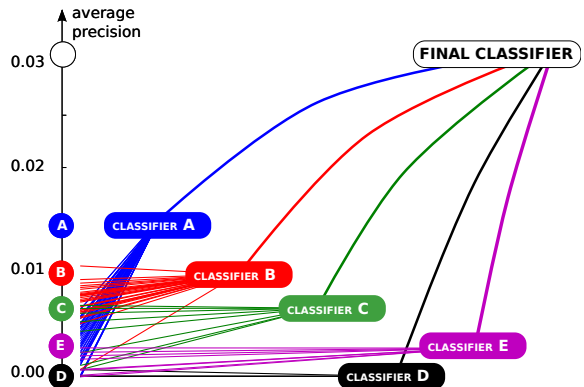 average
precision
0.03
FINAL CLASSIFIER
0.02
A
CLASSIFIER A
B
CLASSIFIER B
0.01
C
CLASSIFIER C
E
CLASSIFIER E
0.00
D
CLASSIFIER D